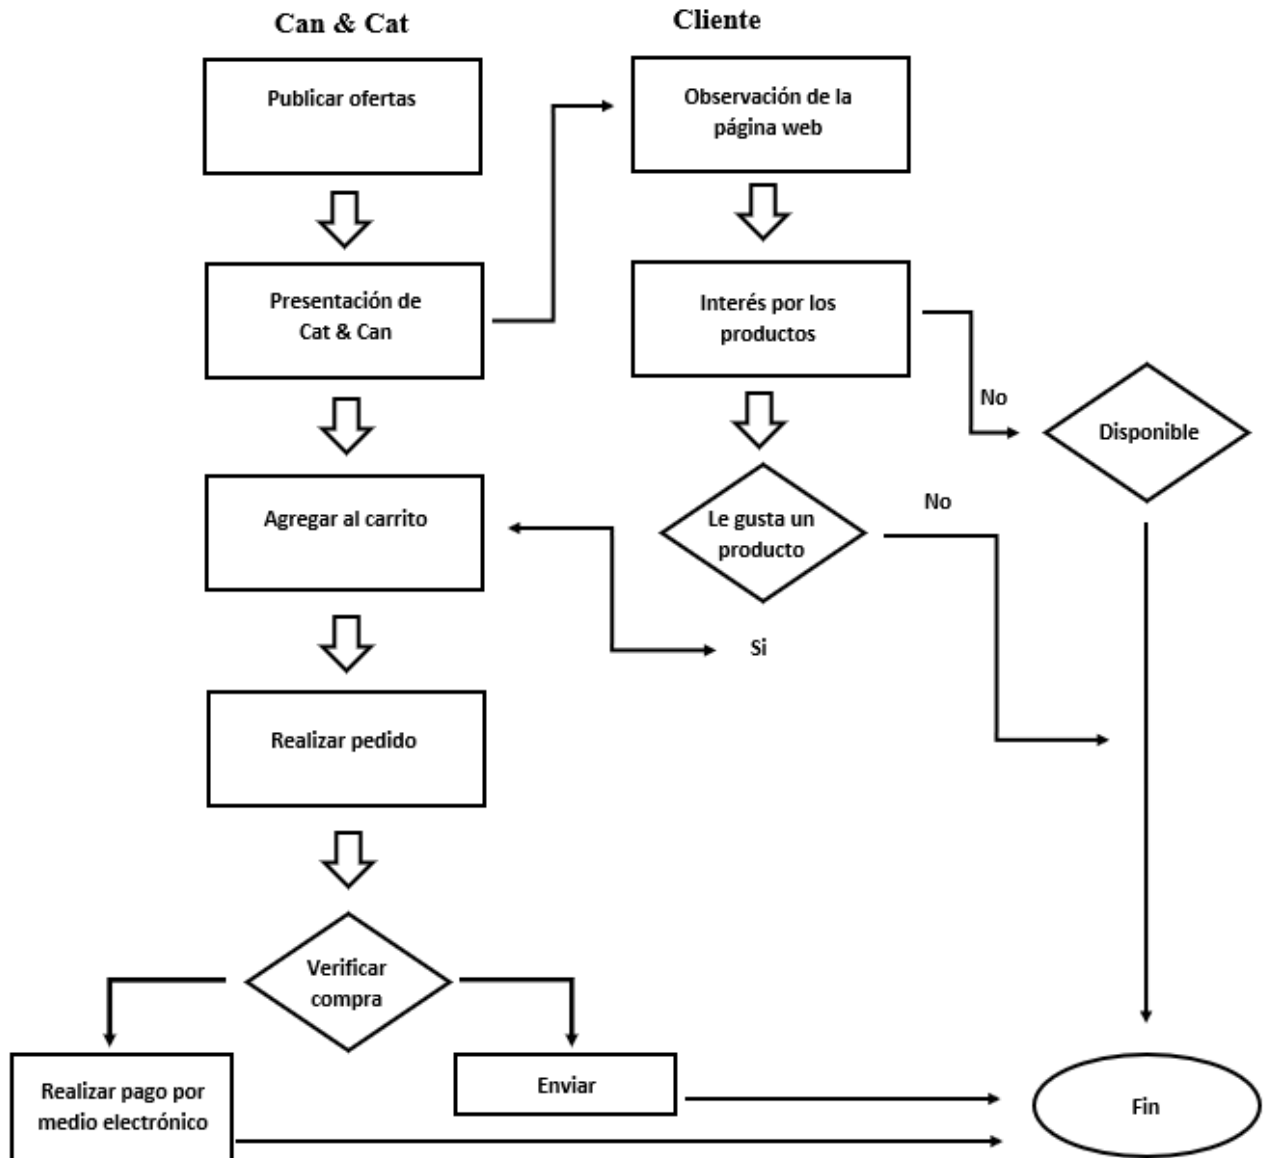 Can & Cat
Cliente
Publicar ofertas
Observación de la
página web
Presentación de
Cat & Can
Interés por los
productos
No
Disponible
Agregar al carrito
Le gusta un
producto
No
Si
Realizar pedido
Verificar
compra
Realizar pago por
medio electrónico
Enviar
Fin